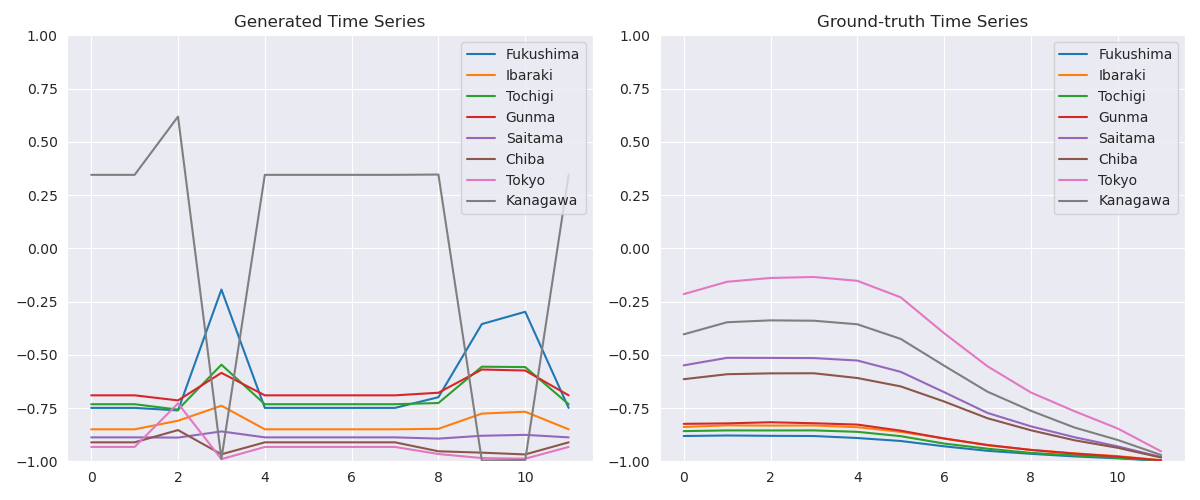 Generated Time Series
1.00
0.75
0.50
0.25
0.00
−0.25
−0.50
−0.75
−1.00
0 2 4 6 8 10
Fukushima
Ibaraki
Tochigi
Gunma
Saitama
Chiba
Tokyo
Kanagawa
Ground-truth Time Series
1.00
0.75
0.50
0.25
0.00
−0.25
−0.50
−0.75
−1.00
0 2 4 6 8 10
Fukushima
Ibaraki
Tochigi
Gunma
Saitama
Chiba
Tokyo
Kanagawa